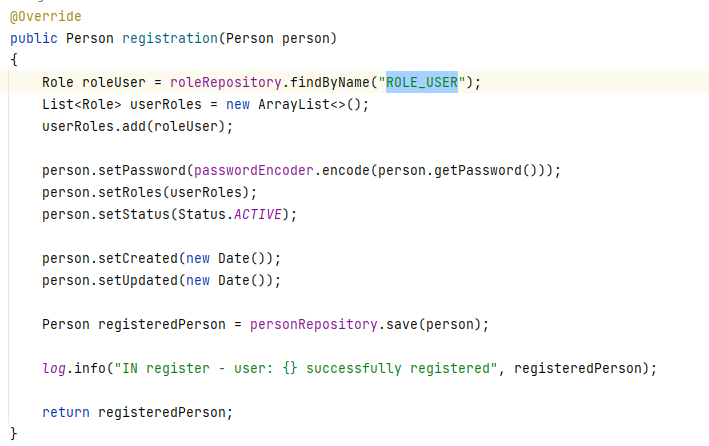 @Override
public Person registration(Person person)
{
    Role roleUser = roleRepository.findByName("ROLE_USER");
    List<Role> userRoles = new ArrayList<>();
    userRoles.add(roleUser);

    person.setPassword(passwordEncoder.encode(person.getPassword()));
    person.setRoles(userRoles);
    person.setStatus(Status.ACTIVE);

    person.setCreated(new Date());
    person.setUpdated(new Date());

    Person registeredPerson = personRepository.save(person);

    log.info("IN register - user: {} successfully registered", registeredPerson);

    return registeredPerson;
}